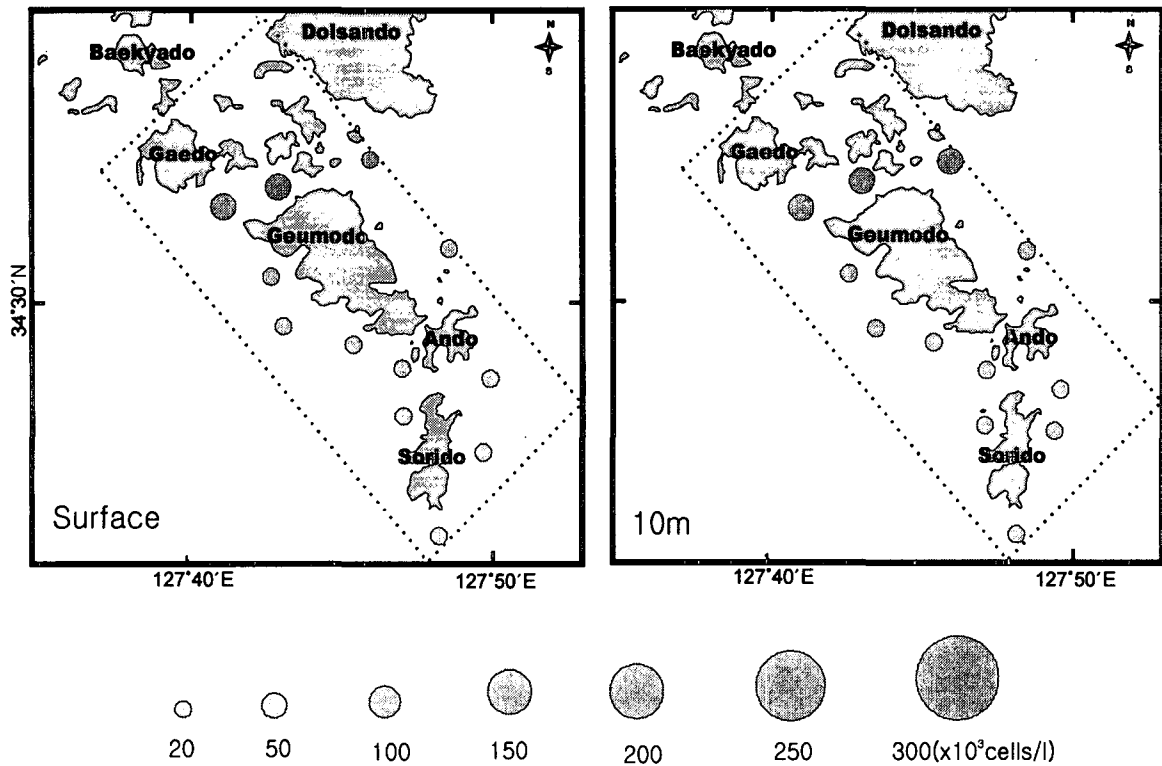 Dolsando
Baekyado
N
S
Gaedo
Geumodo
34°30'N
Ando
Sorido
Surface
127°40'E
127°50'E
Dolsando
Baekyado
N
S
Gaedo
Geumodo
Ando
Sorido
10m
127°40'E
127°50'E
20
50
100
150
200
250
300(x10³cells/l)